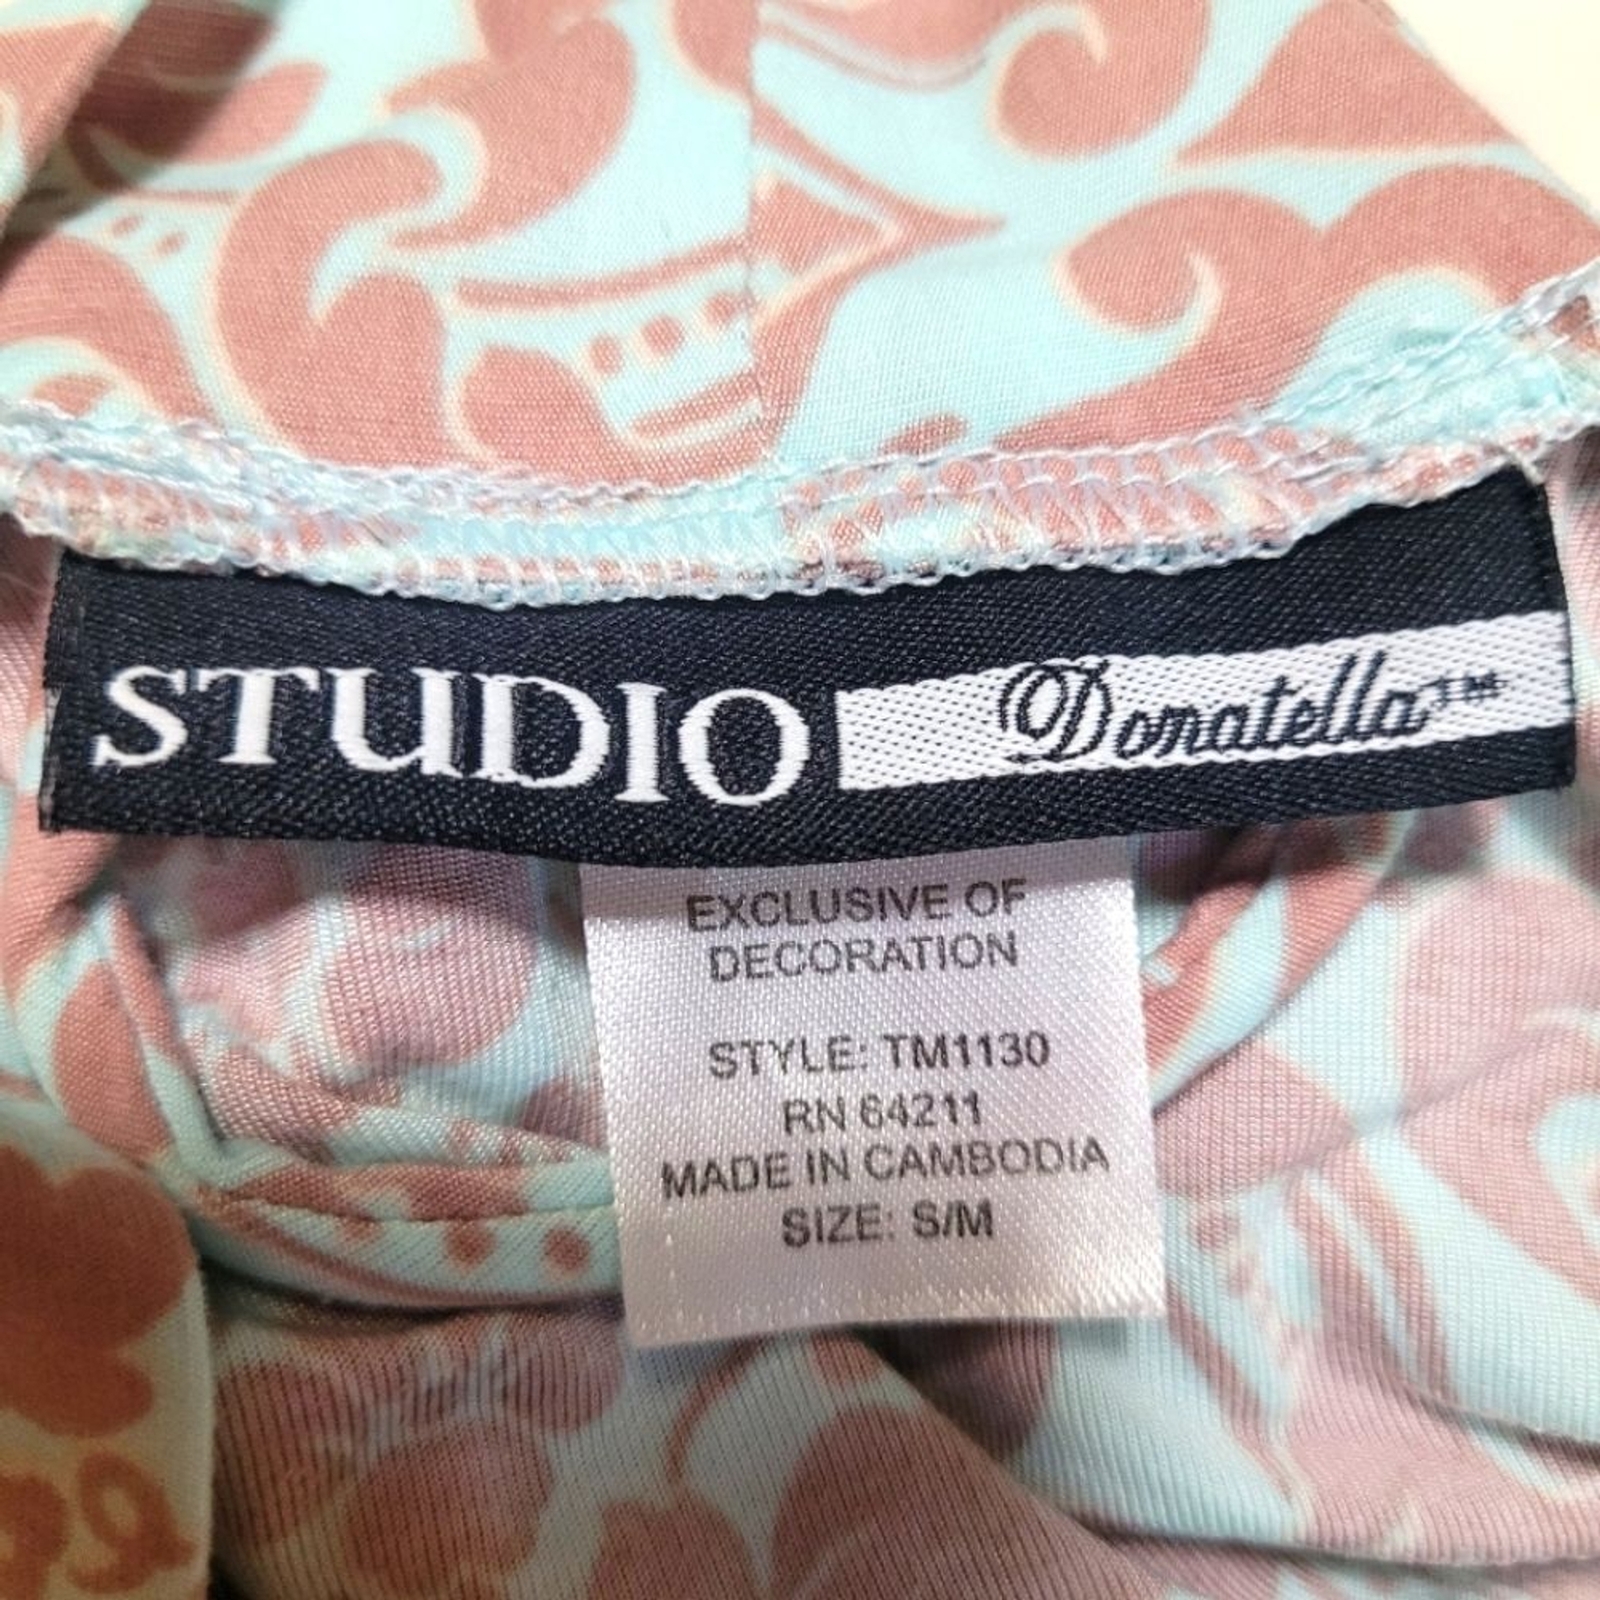 STUDIO Donatella™
EXCLUSIVE OF
DECORATION
STYLE: TM1130
RN 64211
MADE IN CAMBODIA
SIZE: S/M